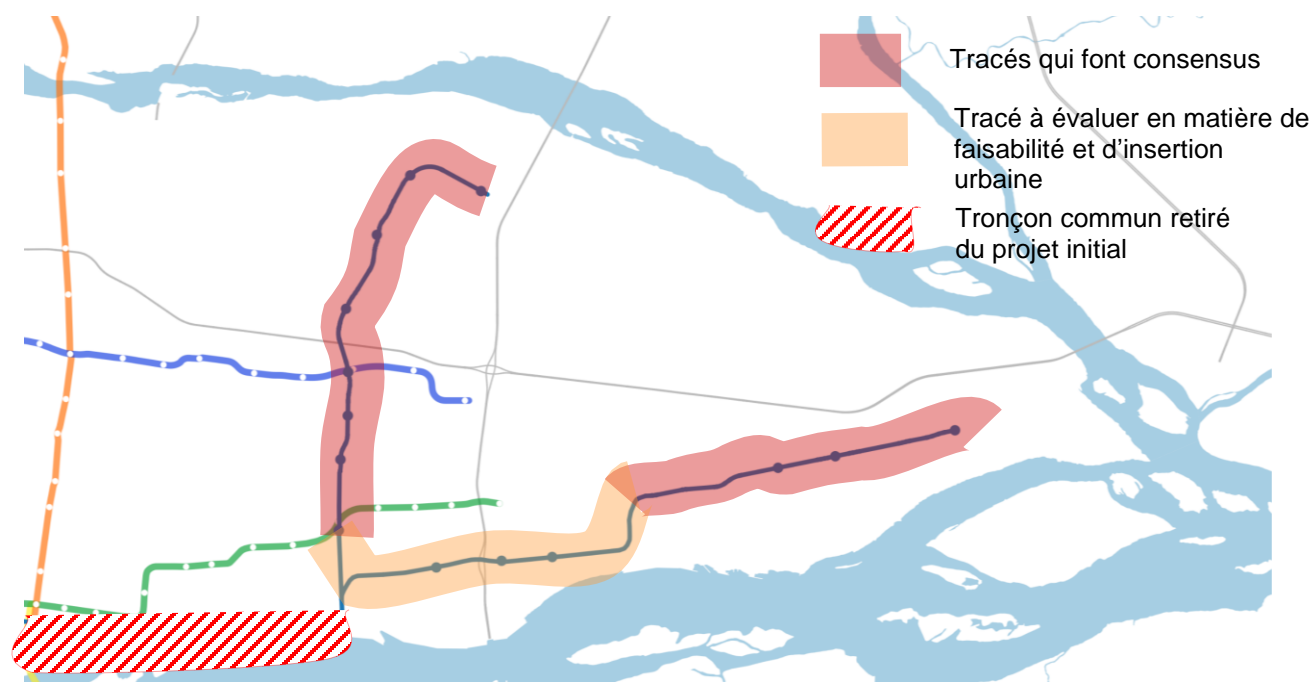 Tracés qui font consensus
Tracé à évaluer en matière de
faisabilité et d’insertion
urbaine
Tronçon commun retiré
du projet initial